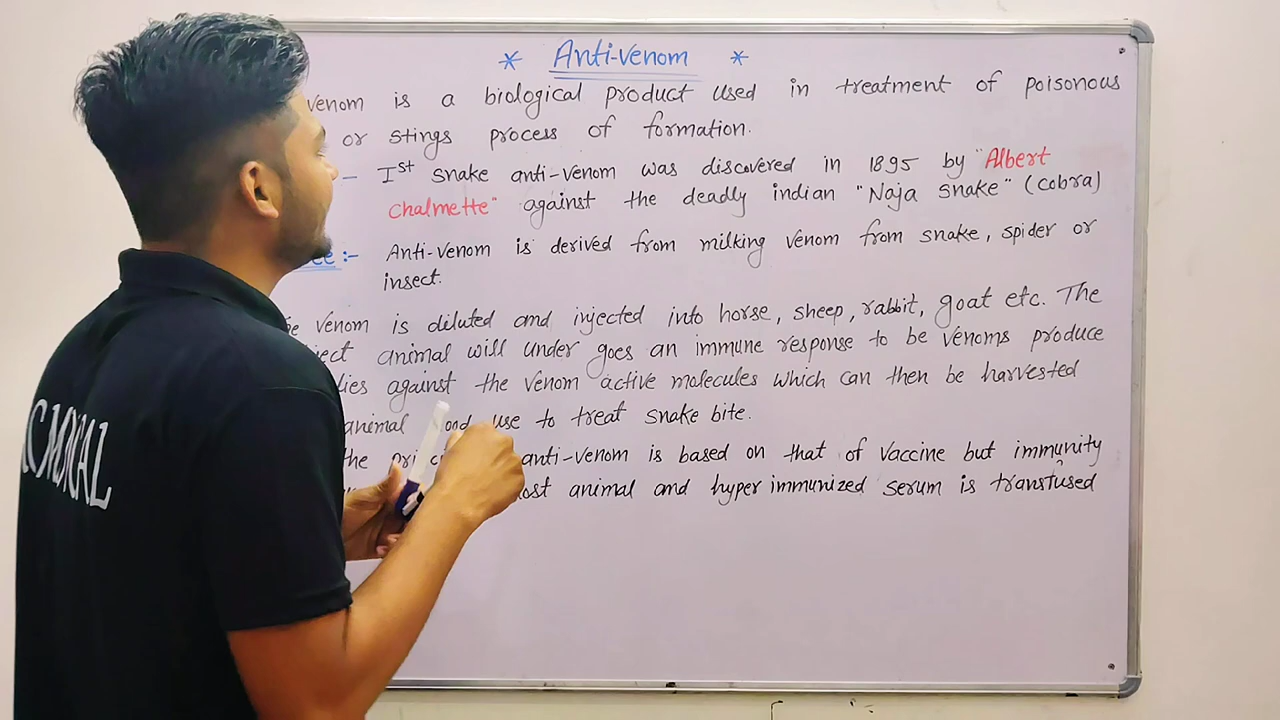 * Anti-venom *
venom is a biological product used in treatment of poisonous
or stings process of formation.
:- Ist snake anti-venom was discovered in 1895 by "Albert
Chalmette" against the deadly indian "Naja snake" (cobra)
:- Anti-venom is derived from milking venom from snake, spider or
insect.
venom is diluted and injected into horse, sheep, rabbit, goat etc. The
animal will under goes an immune response to be venoms produce
against the venom active molecules which can then be harvested
animal use to treat snake bite.
the anti-venom is based on that of vaccine but immunity
animal and hyper immunized serum is transfused